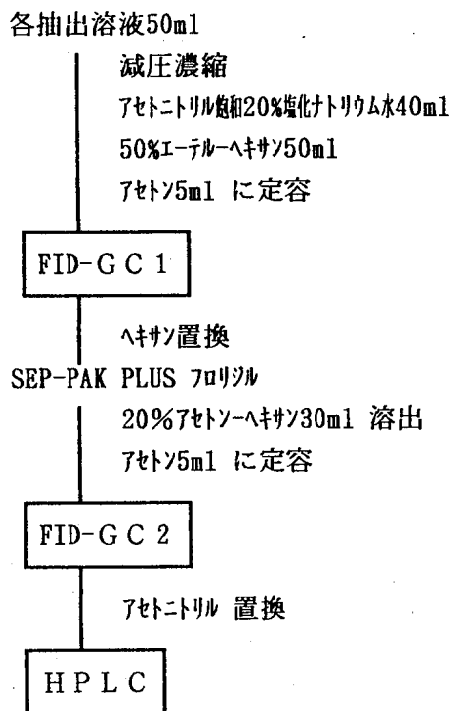 各抽出溶液50ml
減圧濃縮
アセトニトリル飽和20%塩化ナトリウム水40ml
50%エーテル-ヘキサン50ml
アセトン5ml に定容
FID-GC1
ヘキサン置換
SEP-PAK PLUS フロリジル
20%アセトン-ヘキサン30ml 溶出
アセトン5ml に定容
FID-GC2
アセトニトリル 置換
HPLC